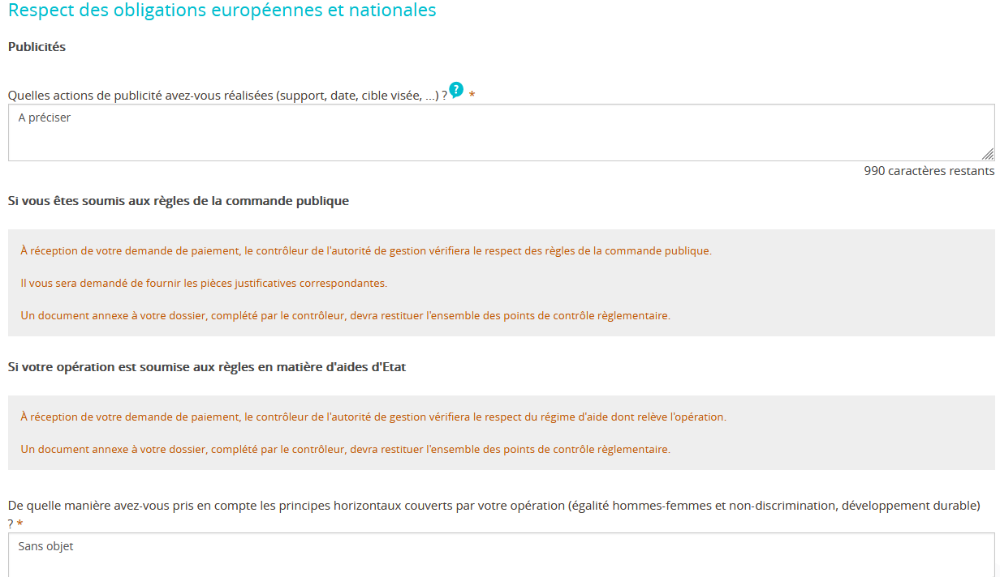 Respect des obligations européennes et nationales
Publicités
Quelles actions de publicité avez-vous réalisées (support, date, cible visée, ...) ? ? *
A préciser
990 caractères restants
Si vous êtes soumis aux règles de la commande publique
À réception de votre demande de paiement, le contrôleur de l'autorité de gestion vérifiera le respect des règles de la commande publique.
Il vous sera demandé de fournir les pièces justificatives correspondantes.
Un document annexe à votre dossier, complété par le contrôleur, devra restituer l'ensemble des points de contrôle règlementaire.
Si votre opération est soumise aux règles en matière d'aides d'Etat
À réception de votre demande de paiement, le contrôleur de l'autorité de gestion vérifiera le respect du régime d'aide dont relève l'opération.
Un document annexe à votre dossier, complété par le contrôleur, devra restituer l'ensemble des points de contrôle règlementaire.
De quelle manière avez-vous pris en compte les principes horizontaux couverts par votre opération (égalité hommes-femmes et non-discrimination, développement durable)
? *
Sans objet